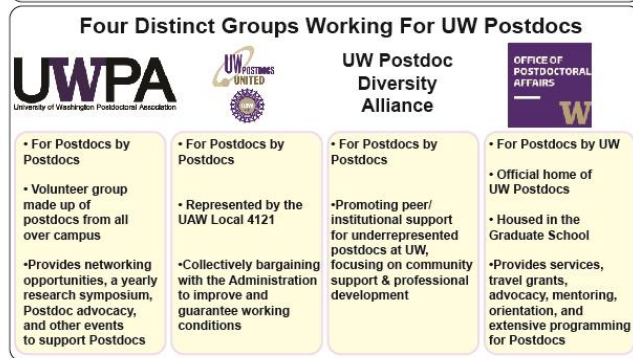 Four Distinct Groups Working For UW Postdocs
UWPA
University of Washington Postdoctoral Association
• For Postdocs by
Postdocs
• Volunteer group
made up of
postdocs from all
over campus
•Provides networking
opportunities, a yearly
research symposium,
Postdoc advocacy,
and other events
to support Postdocs
UW POSTDOCS
UNITED
• For Postdocs by
Postdocs
• Represented by the
UAW Local 4121
•Collectively bargaining
with the Administration
to improve and
guarantee working
conditions
UW Postdoc
Diversity
Alliance
• For Postdocs by
Postdocs
•Promoting peer/
institutional support
for underrepresented
postdocs at UW,
focusing on community
support & professional
development
OFFICE OF
POSTDOCTORAL
AFFAIRS
W
• For Postdocs by UW
• Official home of
UW Postdocs
• Housed in the
Graduate School
•Provides services,
travel grants,
advocacy, mentoring,
orientation, and
extensive programming
for Postdocs